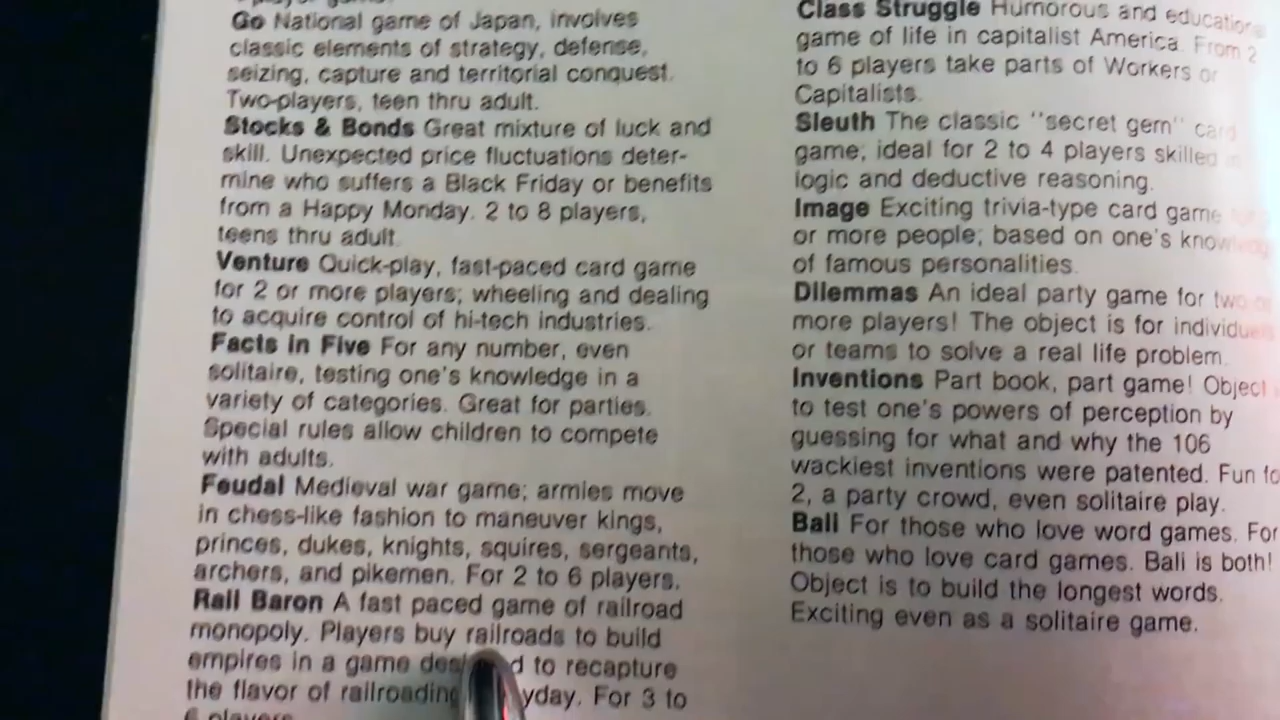 Go National game of Japan, involves
classic elements of strategy, defense,
seizing, capture and territorial conquest.
Two-players, teen thru adult.
Stocks & Bonds Great mixture of luck and
skill. Unexpected price fluctuations deter-
mine who suffers a Black Friday or benefits
from a Happy Monday. 2 to 8 players,
teens thru adult.
Venture Quick-play, fast-paced card game
for 2 or more players; wheeling and dealing
to acquire control of hi-tech industries.
Facts in Five For any number, even
solitaire, testing one's knowledge in a
variety of categories. Great for parties.
Special rules allow children to compete
with adults.
Feudal Medieval war game; armies move
in chess-like fashion to maneuver kings,
princes, dukes, knights, squires, sergeants,
archers, and pikemen. For 2 to 6 players.
Rail Baron A fast paced game of railroad
monopoly. Players buy railroads to build
empires in a game to recapture
the flavor of railroading For 3 to
6 players
Class Struggle Humorous and educational
game of life in capitalist America. From 2
to 6 players take parts of Workers or
Capitalists.
Sleuth The classic "secret gem" card
game, ideal for 2 to 4 players skilled in
logic and deductive reasoning.
Image Exciting trivia-type card game
or more people; based on one's knowledge
of famous personalities.
Dilemmas An ideal party game for two or
more players! The object is for individuals
or teams to solve a real life problem.
Inventions Part book, part game! Object
to test one's powers of perception by
guessing for what and why the 106
wackiest inventions were patented. Fun
2, a party crowd, even solitaire play.
Bali For those who love word games. For
those who love card games. Bali is both!
Object is to build the longest words.
Exciting even as a solitaire game.